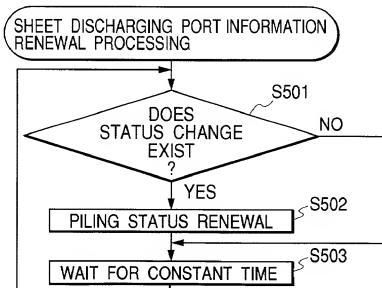 SHEET DISCHARGING PORT INFORMATION
RENEWAL PROCESSING
S501
DOES
STATUS CHANGE
EXIST
?
NO
YES
S502
PILING STATUS RENEWAL
S503
WAIT FOR CONSTANT TIME